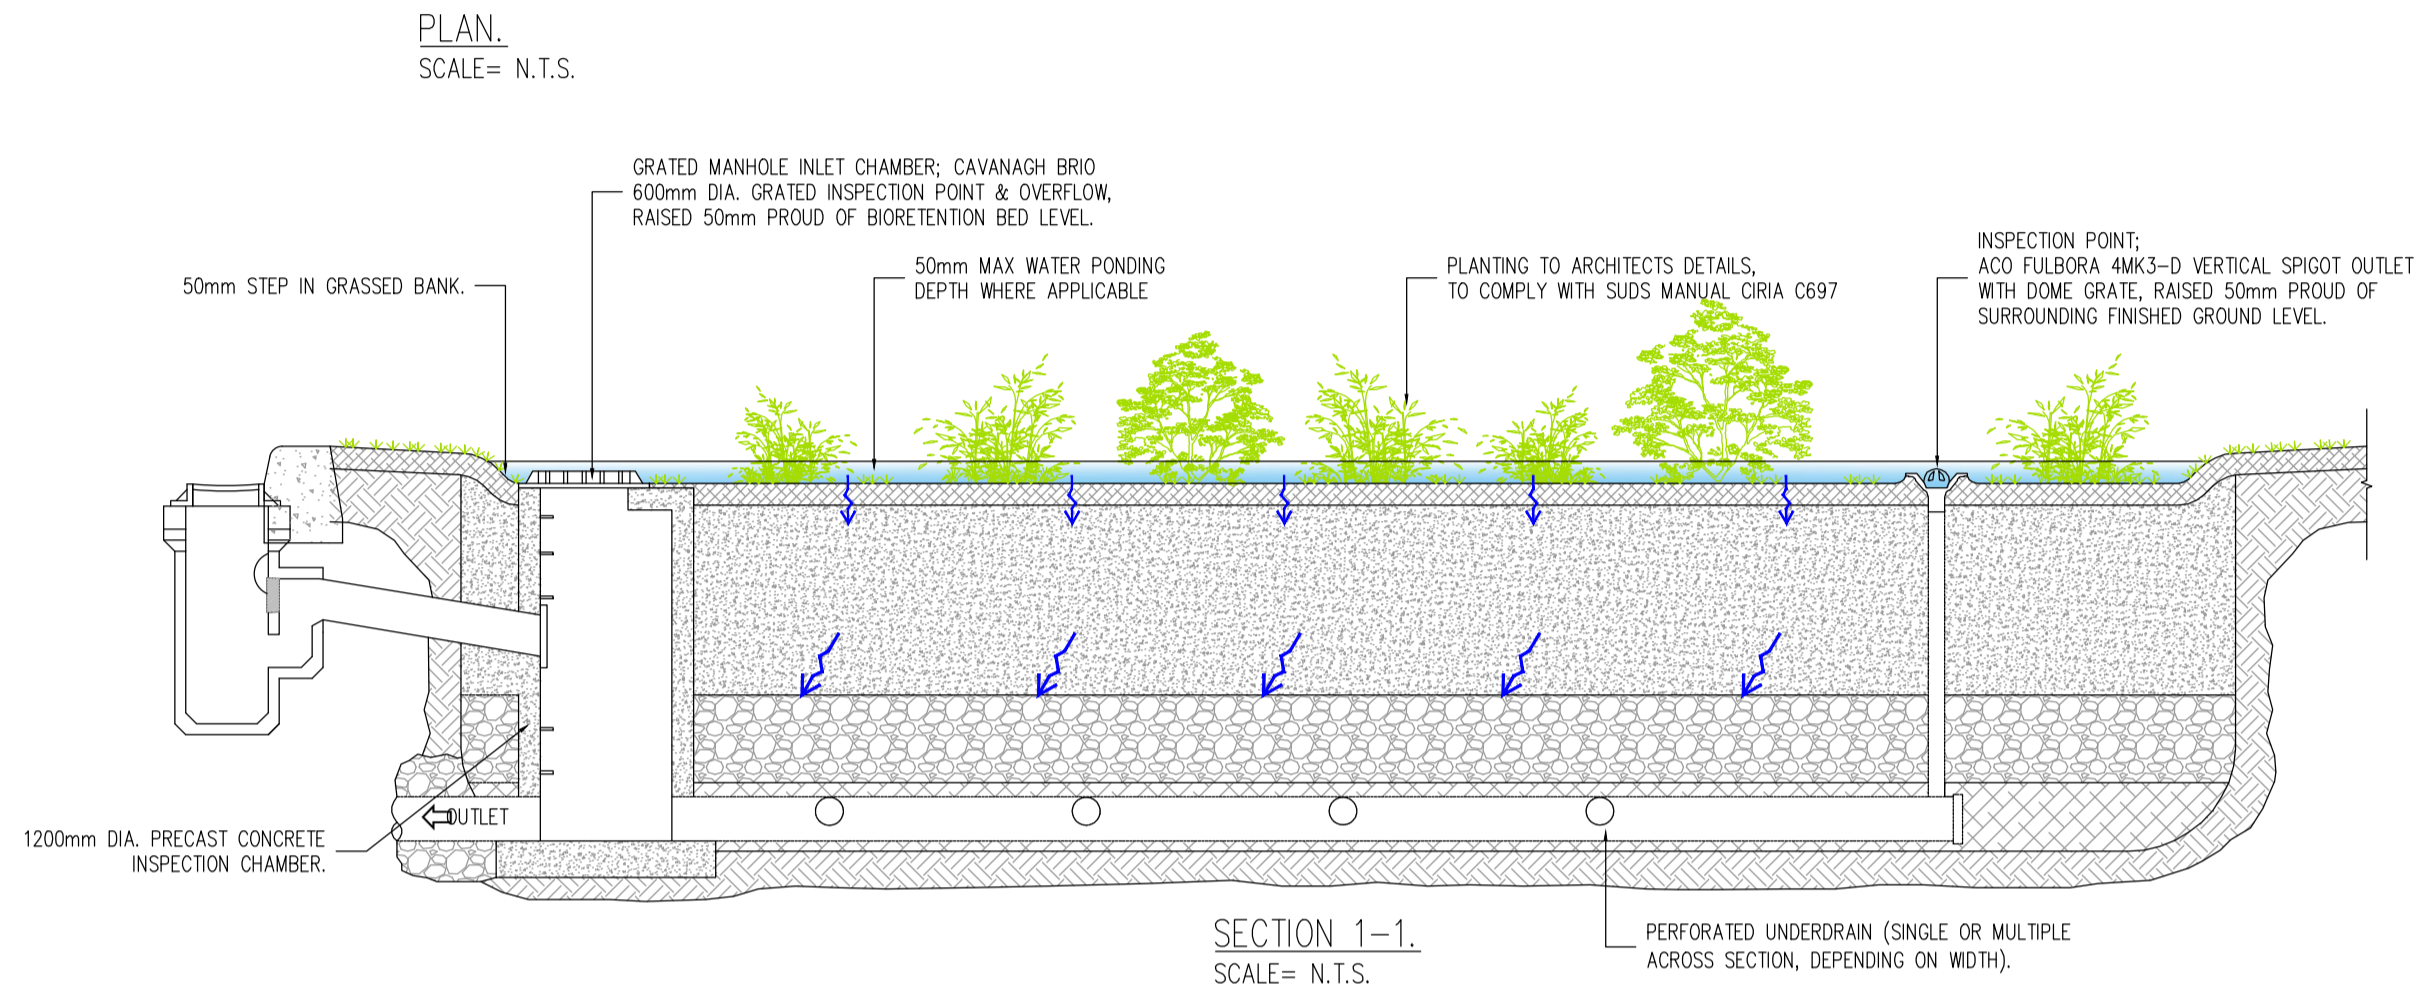 PLAN.
SCALE= N.T.S.
GRATED MANHOLE INLET CHAMBER; CAVANAGH BRIO
600mm DIA. GRATED INSPECTION POINT & OVERFLOW,
RAISED 50mm PROUD OF BIORETENTION BED LEVEL.
50mm STEP IN GRASSED BANK.
50mm MAX WATER PONDING
DEPTH WHERE APPLICABLE
PLANTING TO ARCHITECTS DETAILS,
TO COMPLY WITH SUDS MANUAL CIRIA C697
INSPECTION POINT;
ACO FULBORA 4MK3-D VERTICAL SPIGOT OUTLET
WITH DOME GRATE, RAISED 50mm PROUD OF
SURROUNDING FINISHED GROUND LEVEL.
OUTLET
1200mm DIA. PRECAST CONCRETE
INSPECTION CHAMBER.
SECTION 1-1.
SCALE= N.T.S.
PERFORATED UNDERDRAIN (SINGLE OR MULTIPLE
ACROSS SECTION, DEPENDING ON WIDTH).